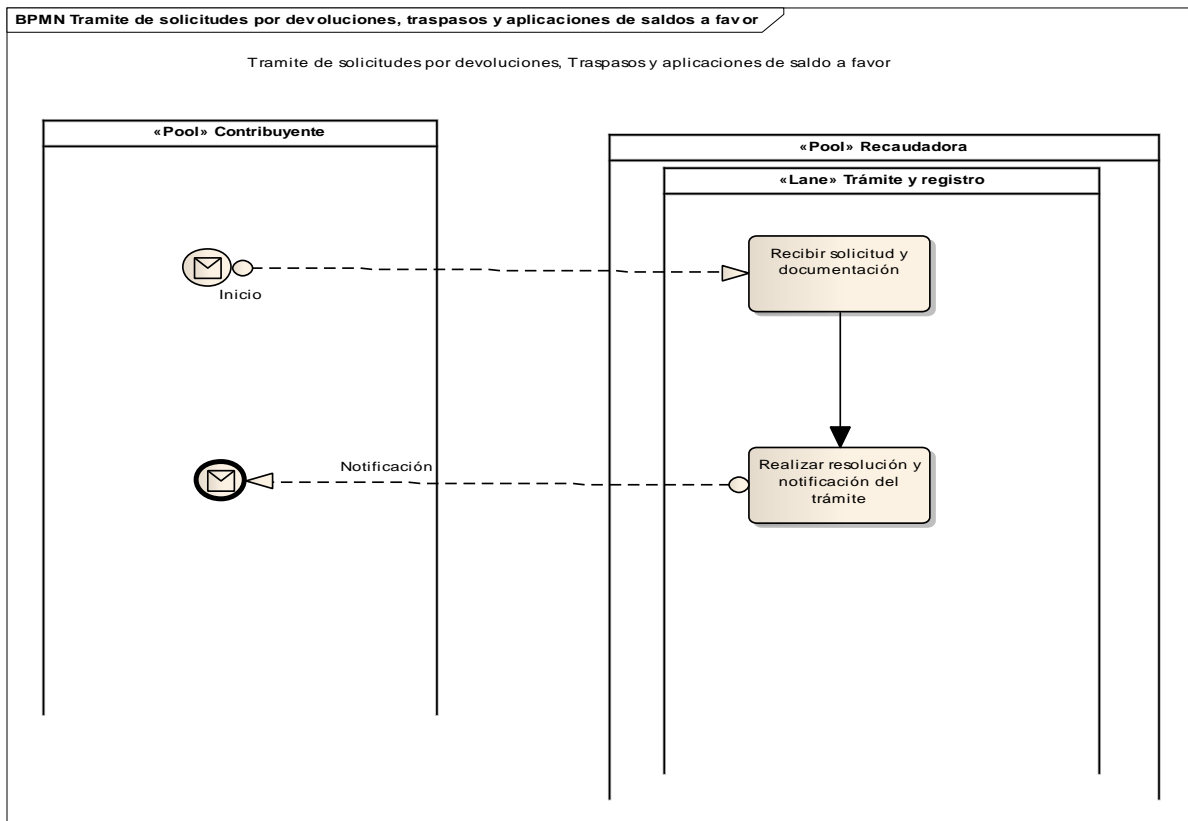 BPMN Tramite de solicitudes por devoluciones, traspasos y aplicaciones de saldos a favor
Tramite de solicitudes por devoluciones, Traspasos y aplicaciones de saldo a favor
«Pool» Contribuyente
«Pool» Recaudadora
«Lane» Trámite y registro
Recibir solicitud y
documentación
Inicio
Notificación
Realizar resolución y
notificación del
trámite